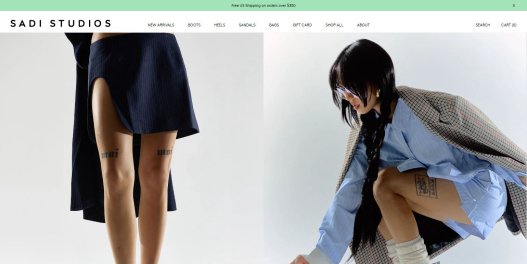 Free US Shipping on orders over $350
X
SADI STUDIOS
NEW ARRIVALS
BOOTS
HEELS
SANDALS
BAGS
GIFT CARD
SHOP ALL
ABOUT
SEARCH
CART (0)